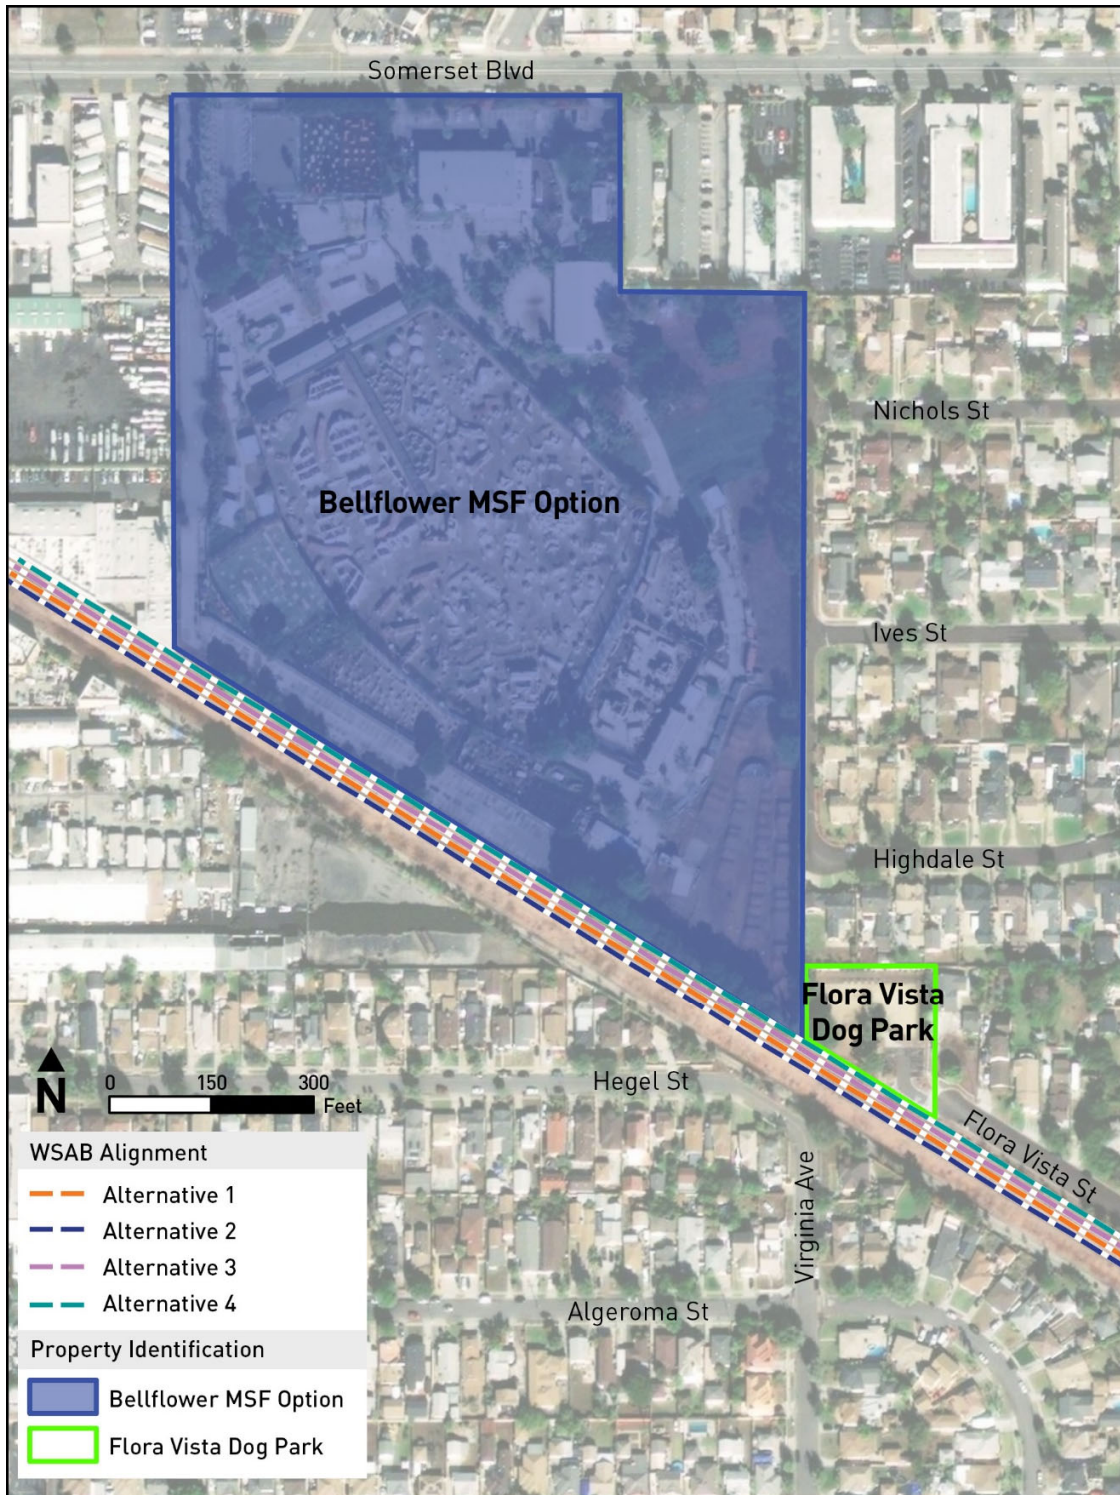 Somerset Blvd
Nichols St
Bellflower MSF Option
Ives St
Highdale St
Flora Vista
Dog Park
N
0 150 300
Feet
Hegel St
Flora Vista St
Virginia Ave
Algeroma St
WSAB Alignment
Alternative 1
Alternative 2
Alternative 3
Alternative 4
Property Identification
Bellflower MSF Option
Flora Vista Dog Park